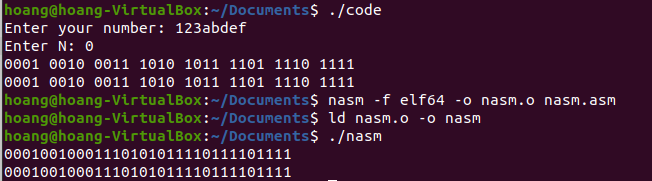 hoang@hoang-VirtualBox:~/Documents$ ./code
Enter your number: 123abdef
Enter N: 0
0001 0010 0011 1010 1011 1101 1110 1111
0001 0010 0011 1010 1011 1101 1110 1111
hoang@hoang-VirtualBox:~/Documents$ nasm -f elf64 -o nasm.o nasm.asm
hoang@hoang-VirtualBox:~/Documents$ ld nasm.o -o nasm
hoang@hoang-VirtualBox:~/Documents$ ./nasm
00010010001110101011110111101111
00010010001110101011110111101111